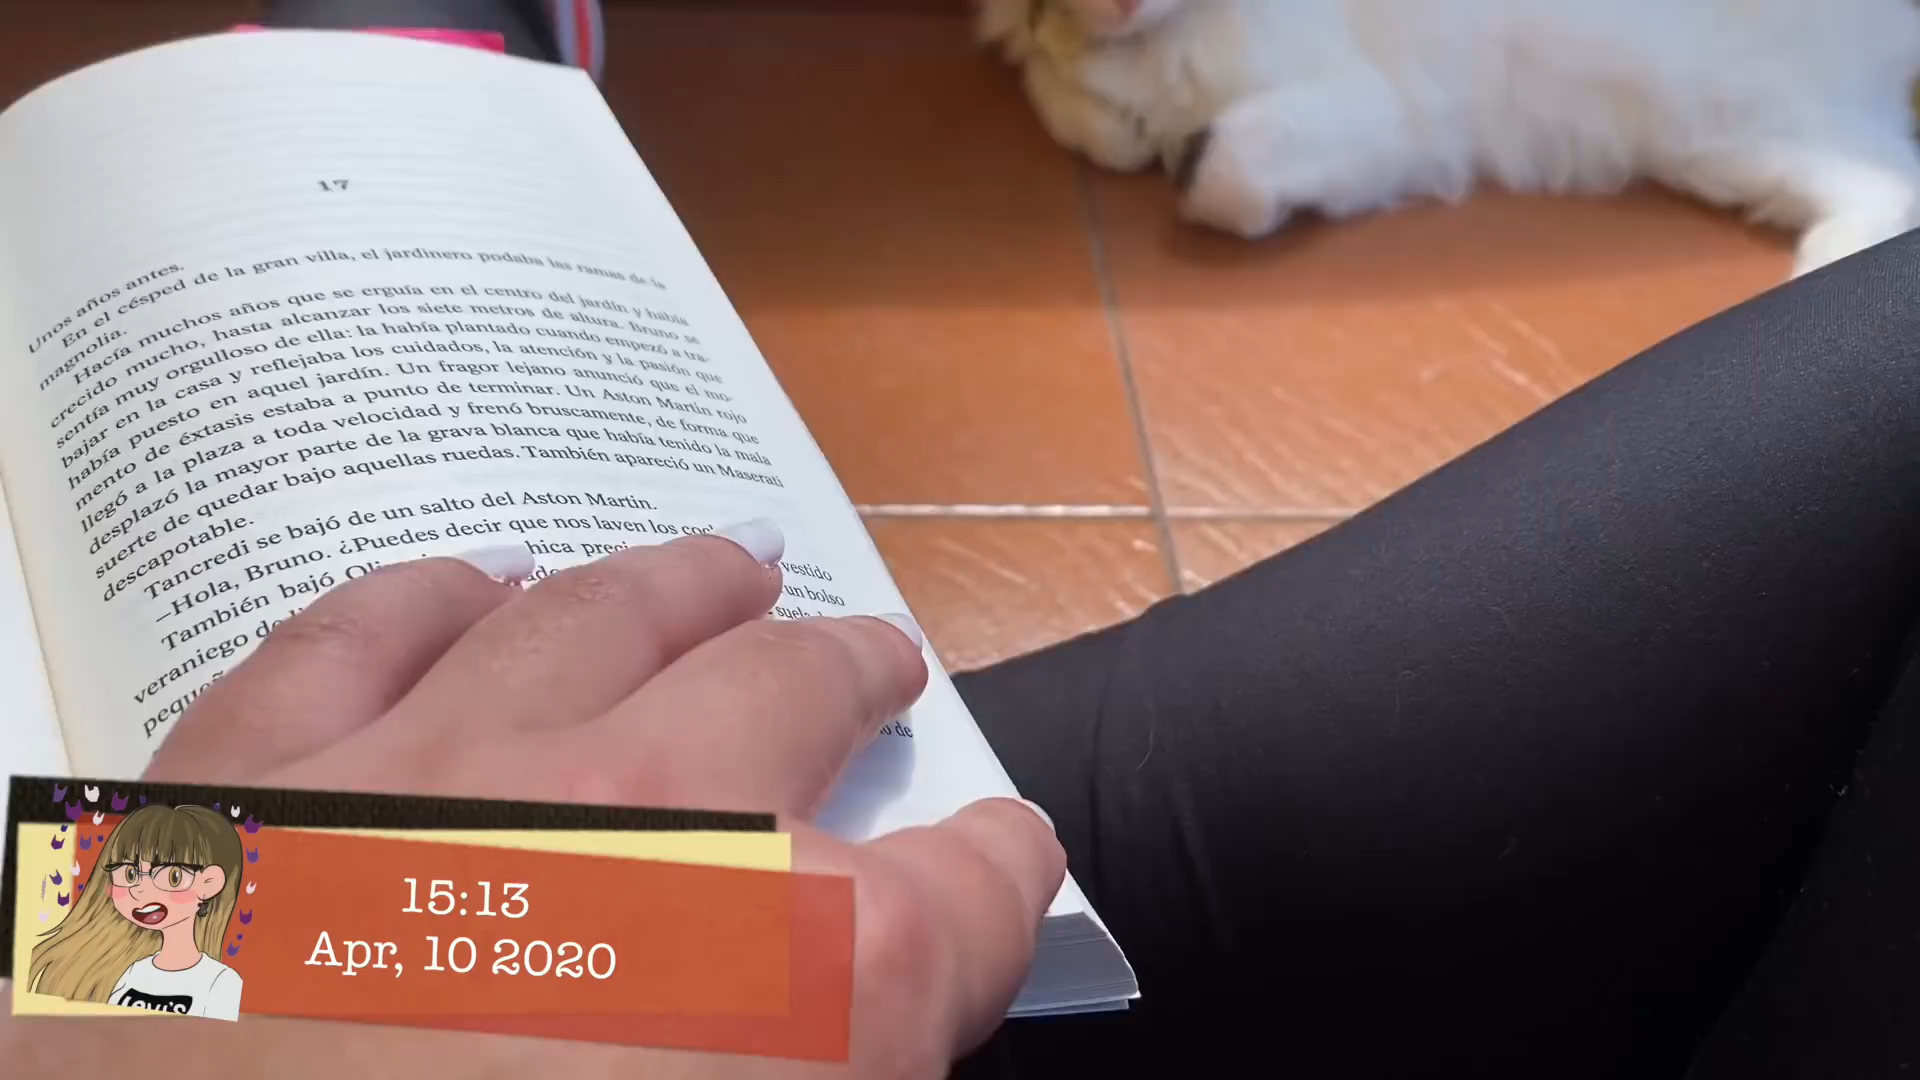 17
Unos años antes.
En el césped de la gran villa, el jardinero podaba las ramas de la
magnolia.
Hacía muchos años que se erguía en el centro del jardín y había
crecido mucho, hasta alcanzar los siete metros de altura. Bruno se
sentía muy orgulloso de ella: la había plantado cuando empezó a tra-
bajar en la casa y reflejaba los cuidados, la atención y la pasión que
había puesto en aquel jardín. Un fragor lejano anunció que el mo-
mento de éxtasis estaba a punto de terminar. Un Aston Martin rojo
llegó a la plaza a toda velocidad y frenó bruscamente, de forma que
desplazó la mayor parte de la grava blanca que había tenido la mala
suerte de quedar bajo aquellas ruedas. También apareció un Maserati
descapotable.
Tancredi se bajó de un salto del Aston Martin.
—Hola, Bruno. ¿Puedes decir que nos laven los
También bajó
vestido
veraniego de
un bolso
de
15:13
Apr, 10 2020
LEVI'S